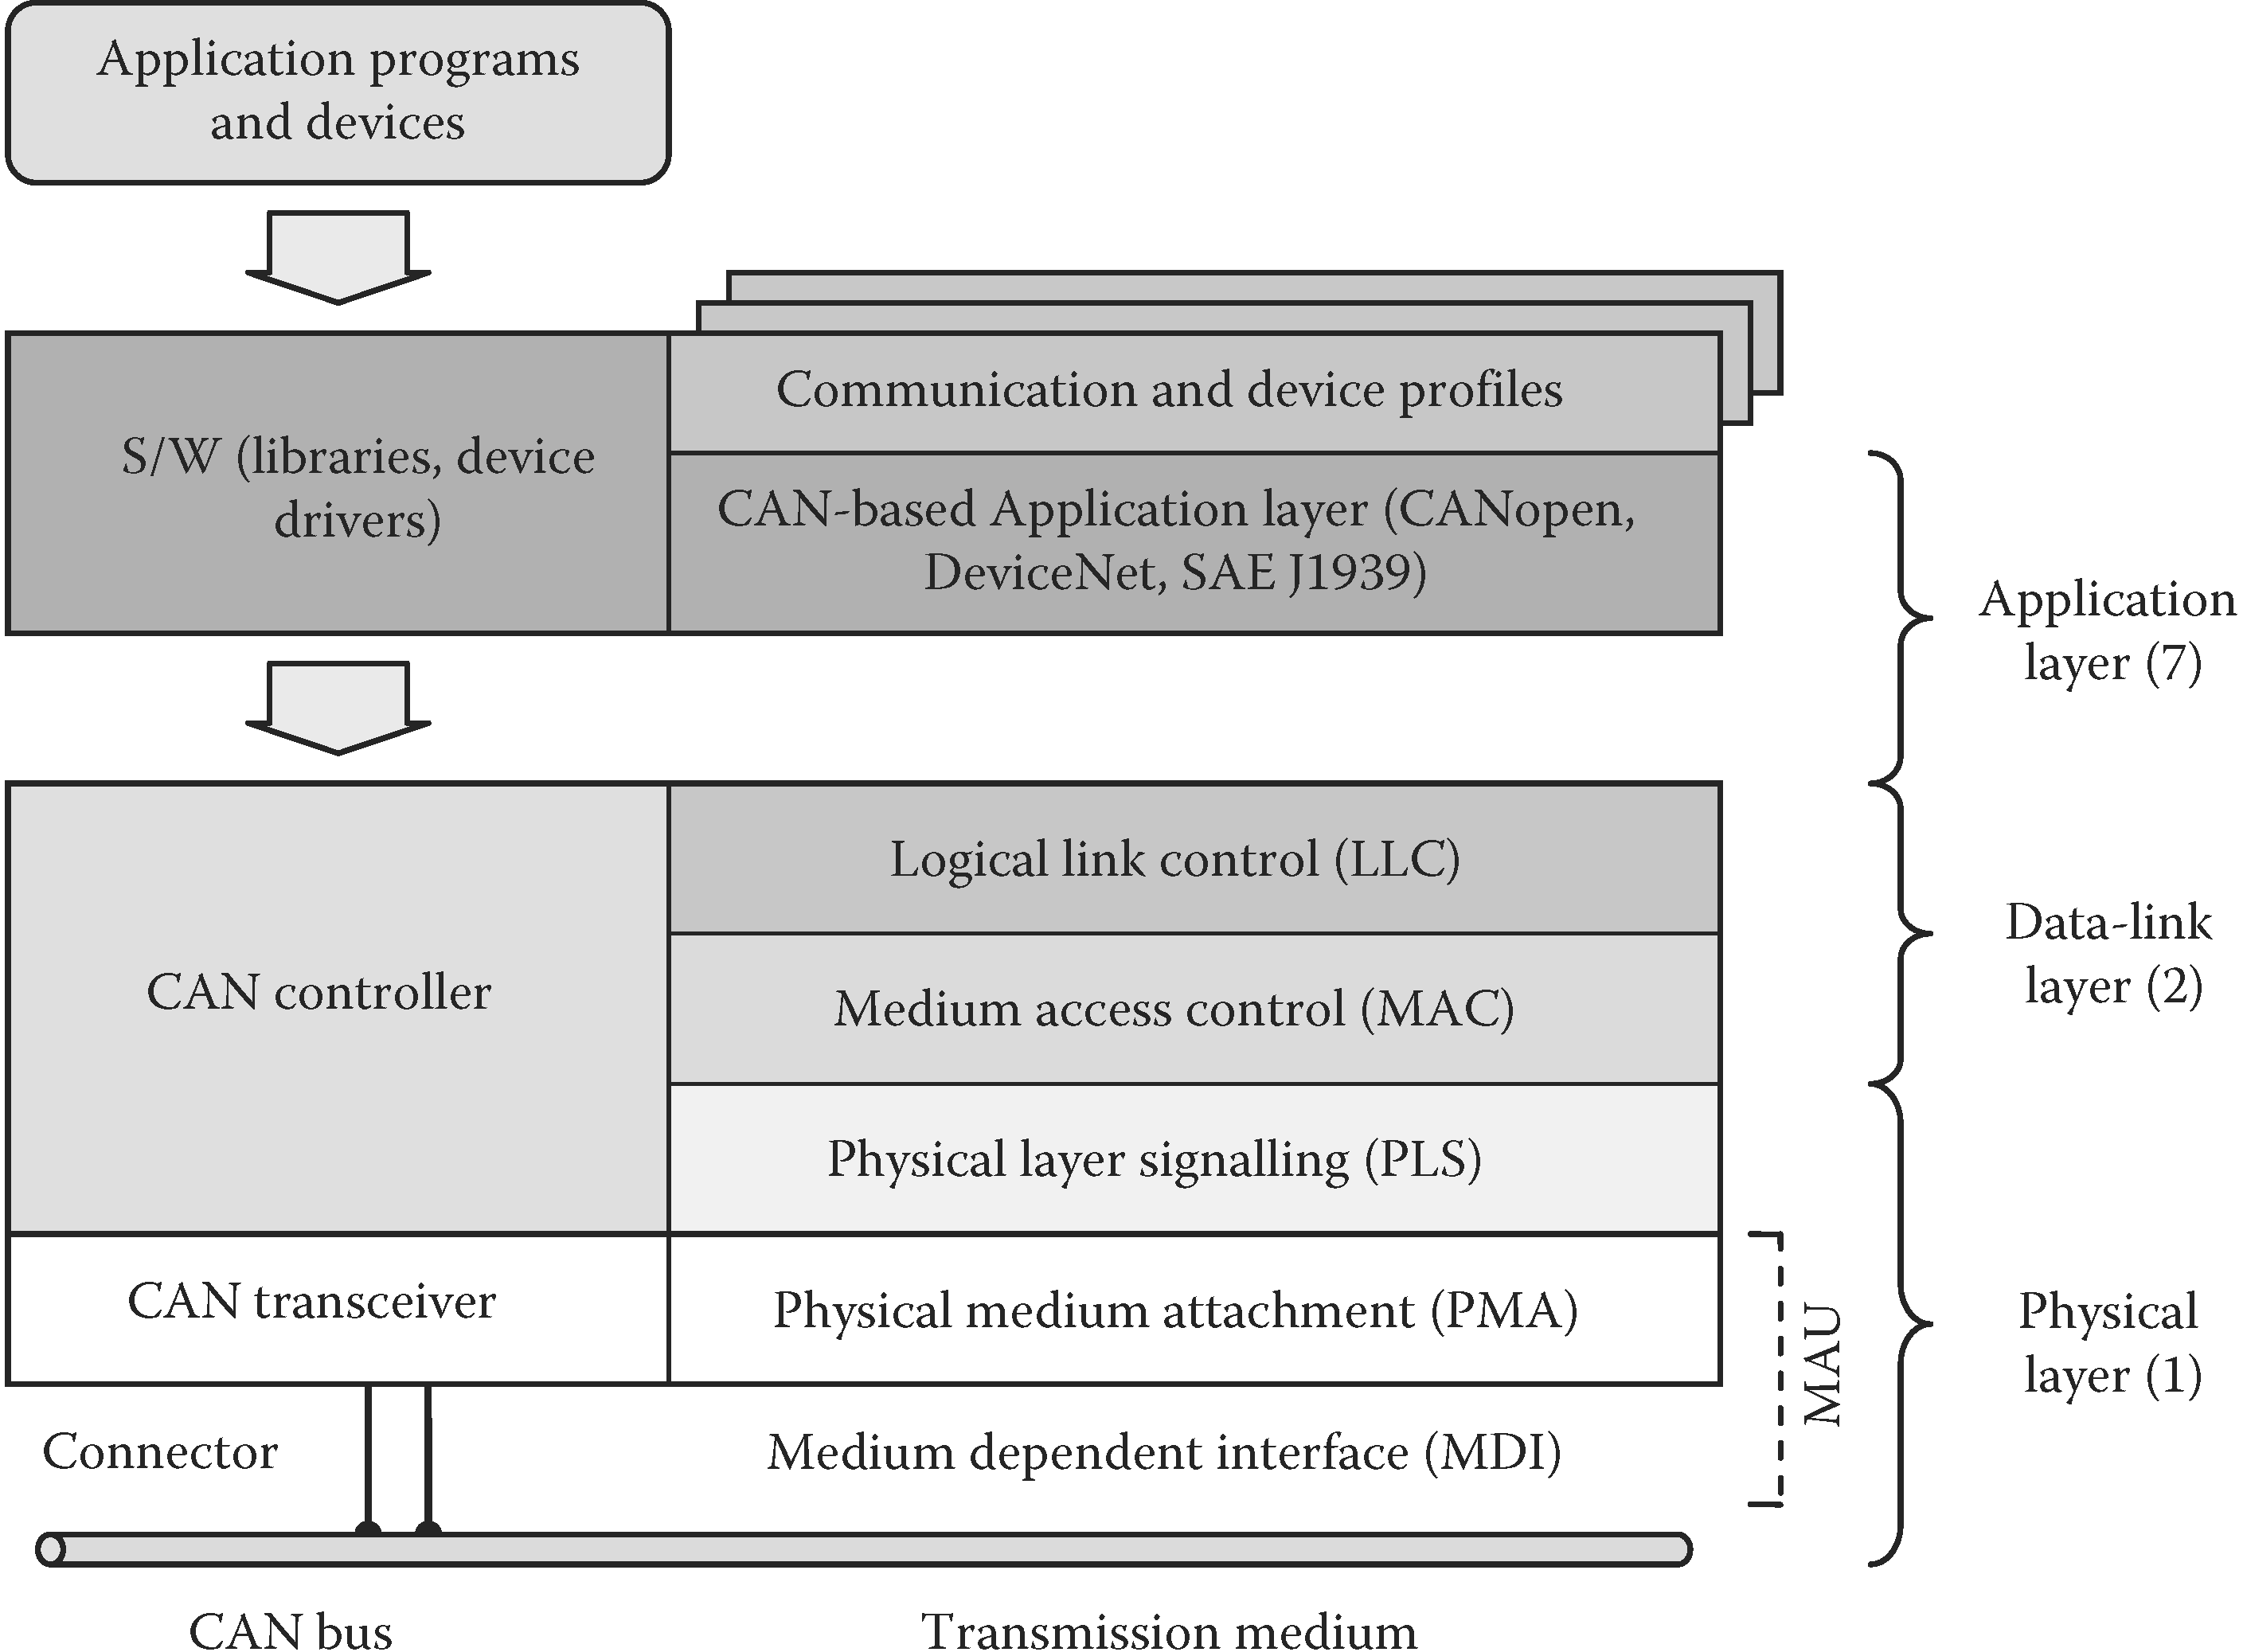 Application programs
and devices
Communication and device profiles
S/W (libraries, device
drivers)
CAN-based Application layer (CANopen,
DeviceNet, SAE J1939)
Application
layer (7)
Logical link control (LLC)
Data-link
layer (2)
CAN controller
Medium access control (MAC)
Physical layer signalling (PLS)
CAN transceiver
Physical medium attachment (PMA)
MAU
Physical
layer (1)
Connector
Medium dependent interface (MDI)
CAN bus
Transmission medium